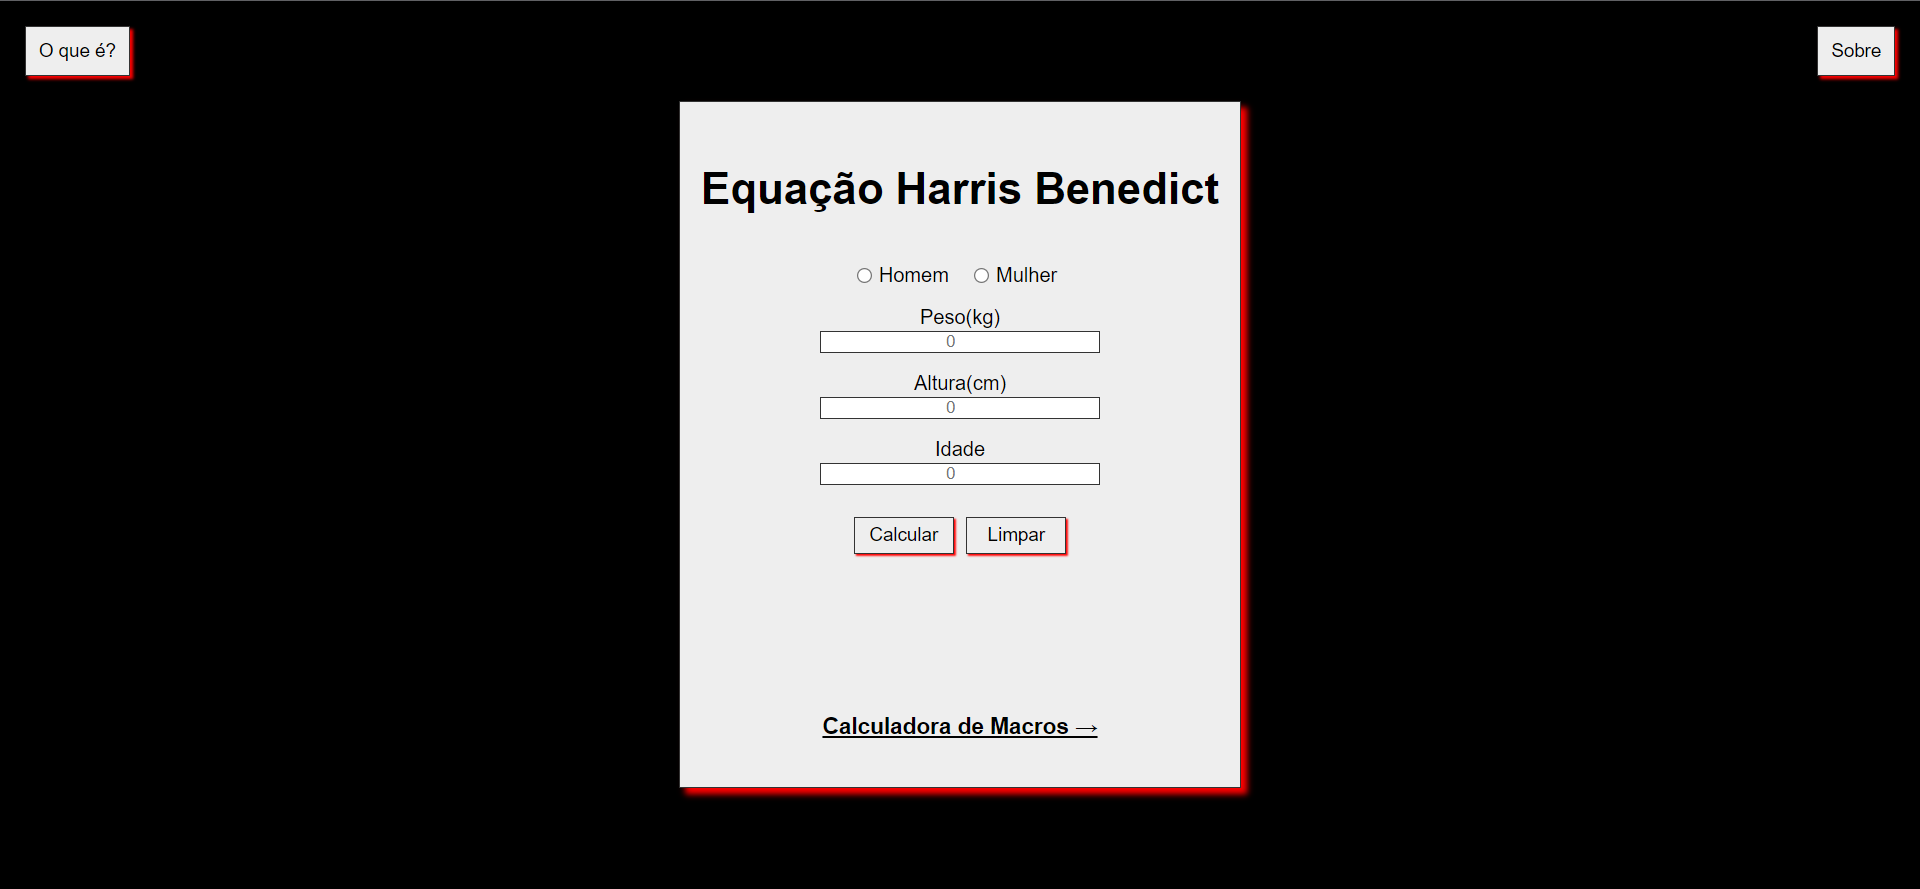 O que é?
Sobre
Equação Harris Benedict
Homem Mulher
Peso(kg)
0
Altura(cm)
0
Idade
0
Calcular Limpar
Calculadora de Macros →